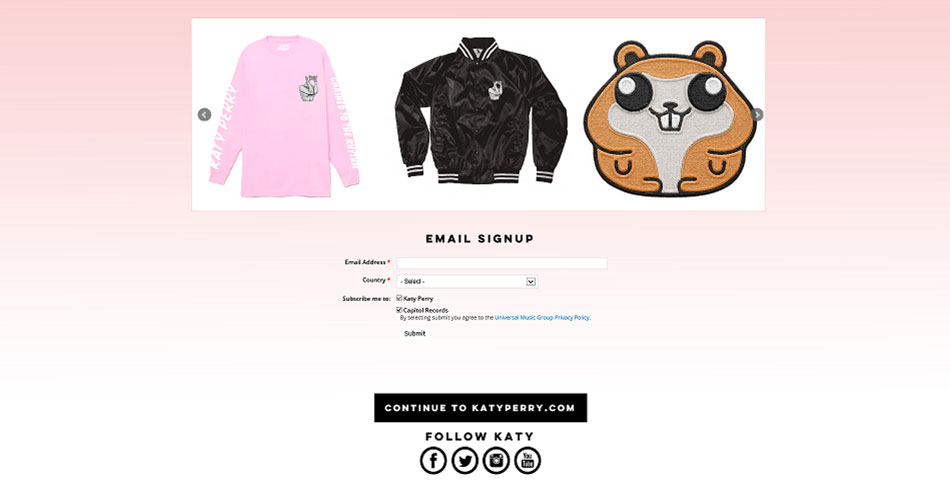 KATY PERRY
EMAIL SIGNUP
Email Address *
Country *
- Select -
Subscribe me to:
Katy Perry
Capitol Records
By selecting submit you agree to the Universal Music Group Privacy Policy.
Submit
CONTINUE TO KATYPERRY.COM
FOLLOW KATY
You
Tube